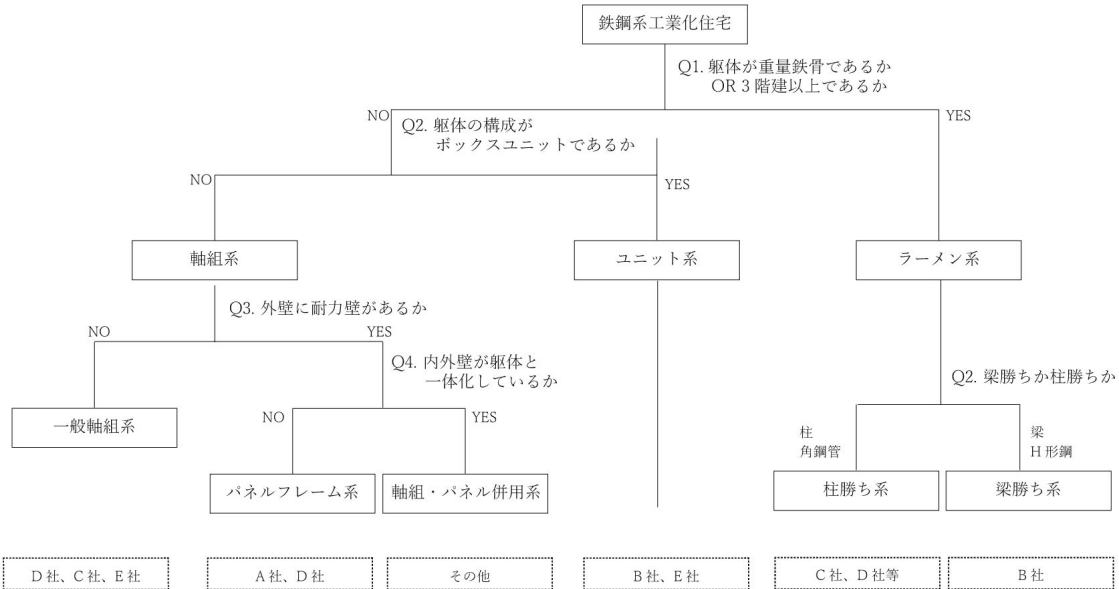 鉄鋼系工業化住宅
Q1. 躯体が重量鉄骨であるか
OR 3 階建以上であるか
NO
YES
Q2. 躯体の構成が
ボックスユニットであるか
NO
YES
軸組系
ユニット系
ラーメン系
Q3. 外壁に耐力壁があるか
NO
YES
Q4. 内外壁が躯体と
一体化しているか
Q2. 梁勝ちか柱勝ちか
NO
YES
一般軸組系
柱
角鋼管
梁
H 形鋼
パネルフレーム系
軸組・パネル併用系
柱勝ち系
梁勝ち系
D 社、C 社、E 社
A 社、D 社
その他
B 社、E 社
C 社、D 社等
B 社